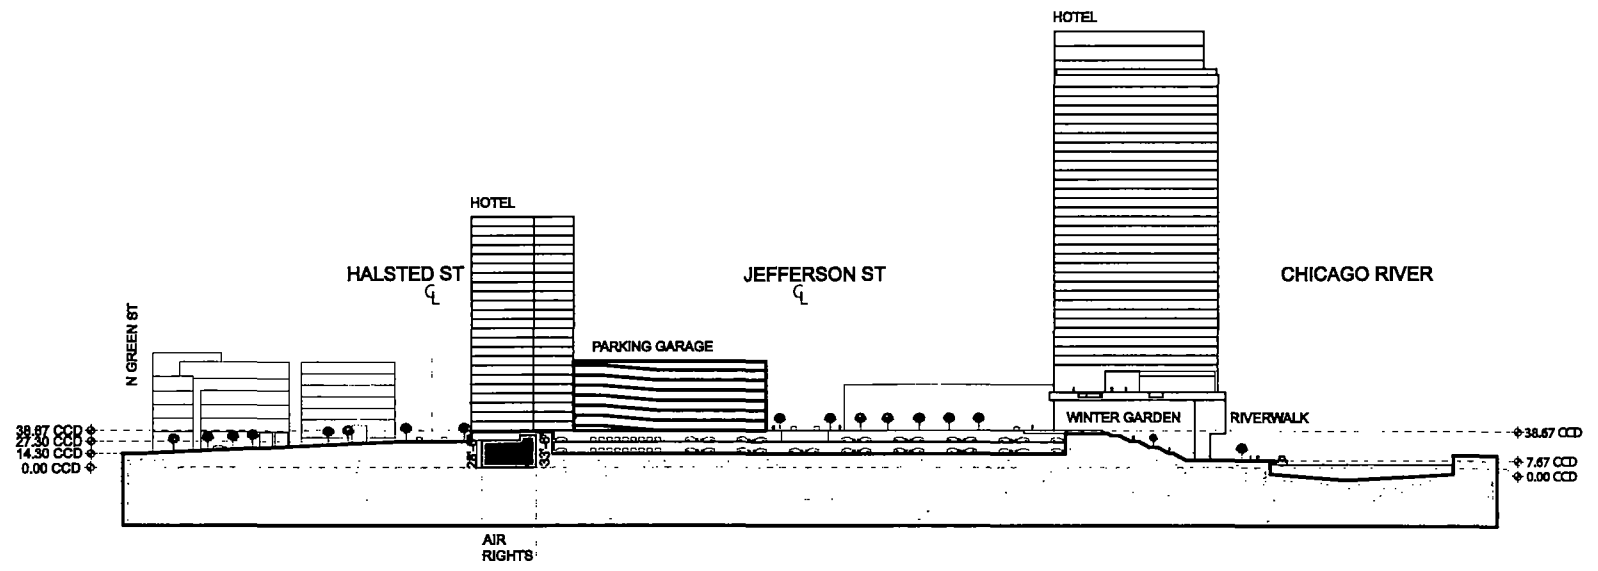 HOTEL
HOTEL
HALSTED ST
CL
JEFFERSON ST
CL
CHICAGO RIVER
N GREEN ST
PARKING GARAGE
WINTER GARDEN
RIVERWALK
38.67 CCD
27.30 CCD
14.30 CCD
0.00 CCD
38.67 CCD
7.67 CCD
0.00 CCD
AIR
RIGHTS